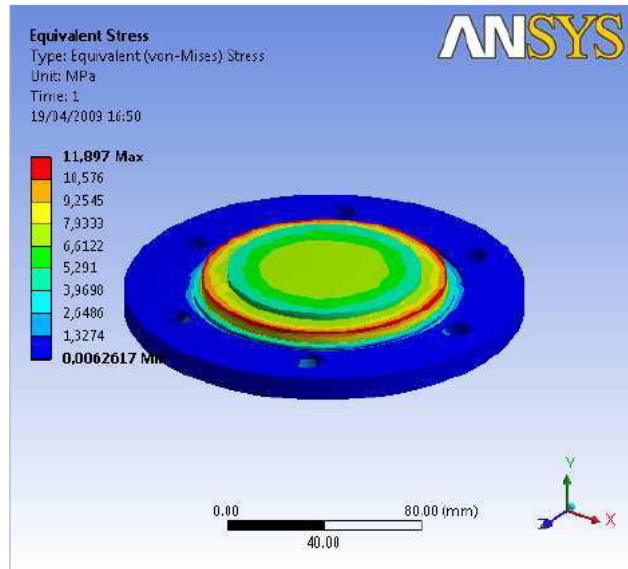 Equivalent Stress
Type: Equivalent (von-Mises) Stress
Unit: MPa
Time: 1
19/04/2009 16:50
ANSYS
11,897 Max
10,576
9,2545
7,9333
6,6122
5,291
3,9698
2,6486
1,3274
0,0062617 Min
0.00
80.00 (mm)
40.00
Y
X
Z